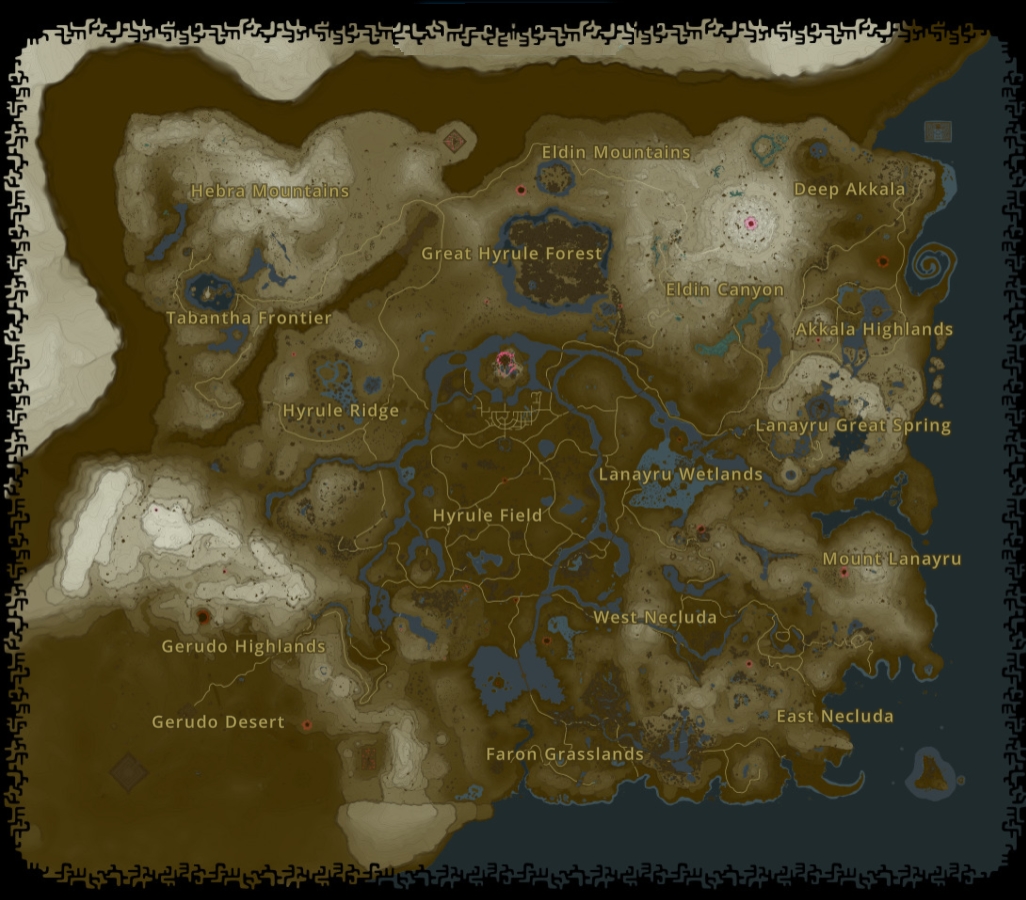 Eldin Mountains
Hebra Mountains
Deep Akkala
Great Hyrule Forest
Eldin Canyon
Tabantha Frontier
Akkala Highlands
Hyrule Ridge
Lanayru Great Spring
Lanayru Wetlands
Hyrule Field
Mount Lanayru
West Necluda
Gerudo Highlands
East Necluda
Gerudo Desert
Faron Grasslands